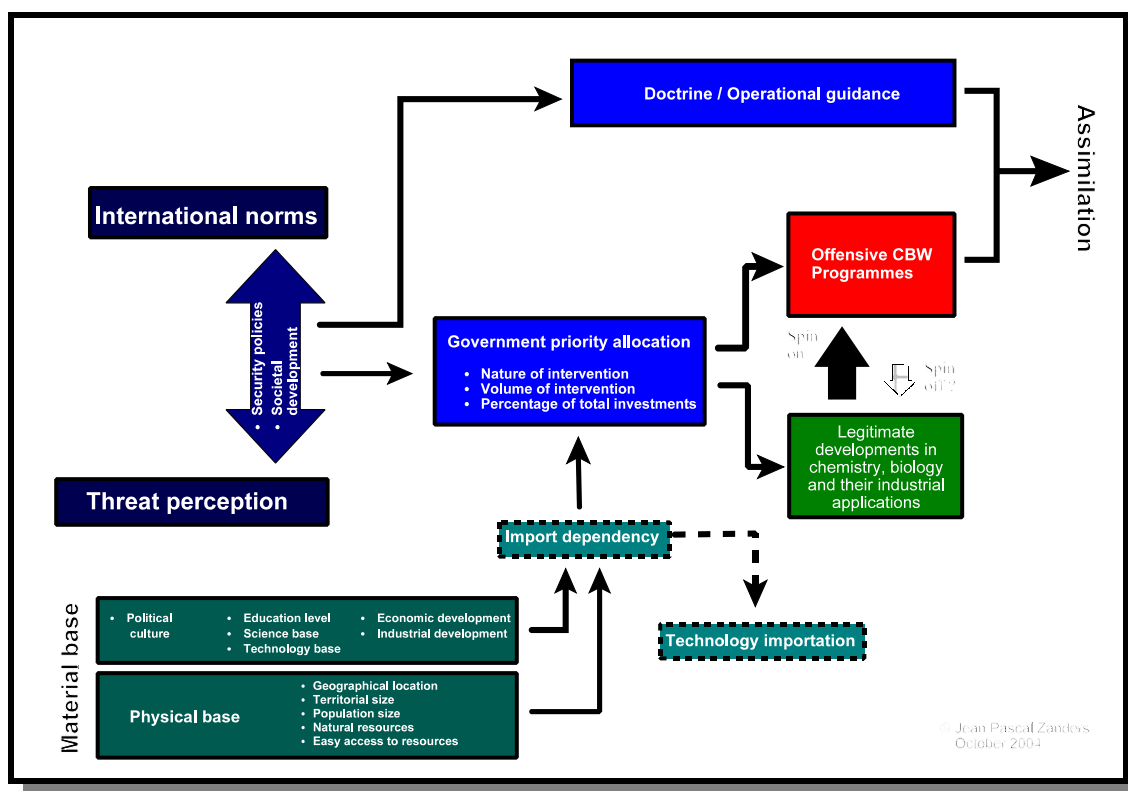 Doctrine / Operational guidance
Assimilation
International norms
Offensive CBW
Programmes
• Security policies
• Societal
development
Government priority allocation
• Nature of intervention
• Volume of intervention
• Percentage of total investments
Spin
on
Spin
off?
Legitimate
developments in
chemistry, biology
and their industrial
applications
Threat perception
Import dependency
Material base
• Political
culture
• Education level
• Science base
• Technology base
• Economic development
• Industrial development
Technology importation
Physical base
• Geographical location
• Territorial size
• Population size
• Natural resources
• Easy access to resources
© Jean Pascal Zanders
October 2004